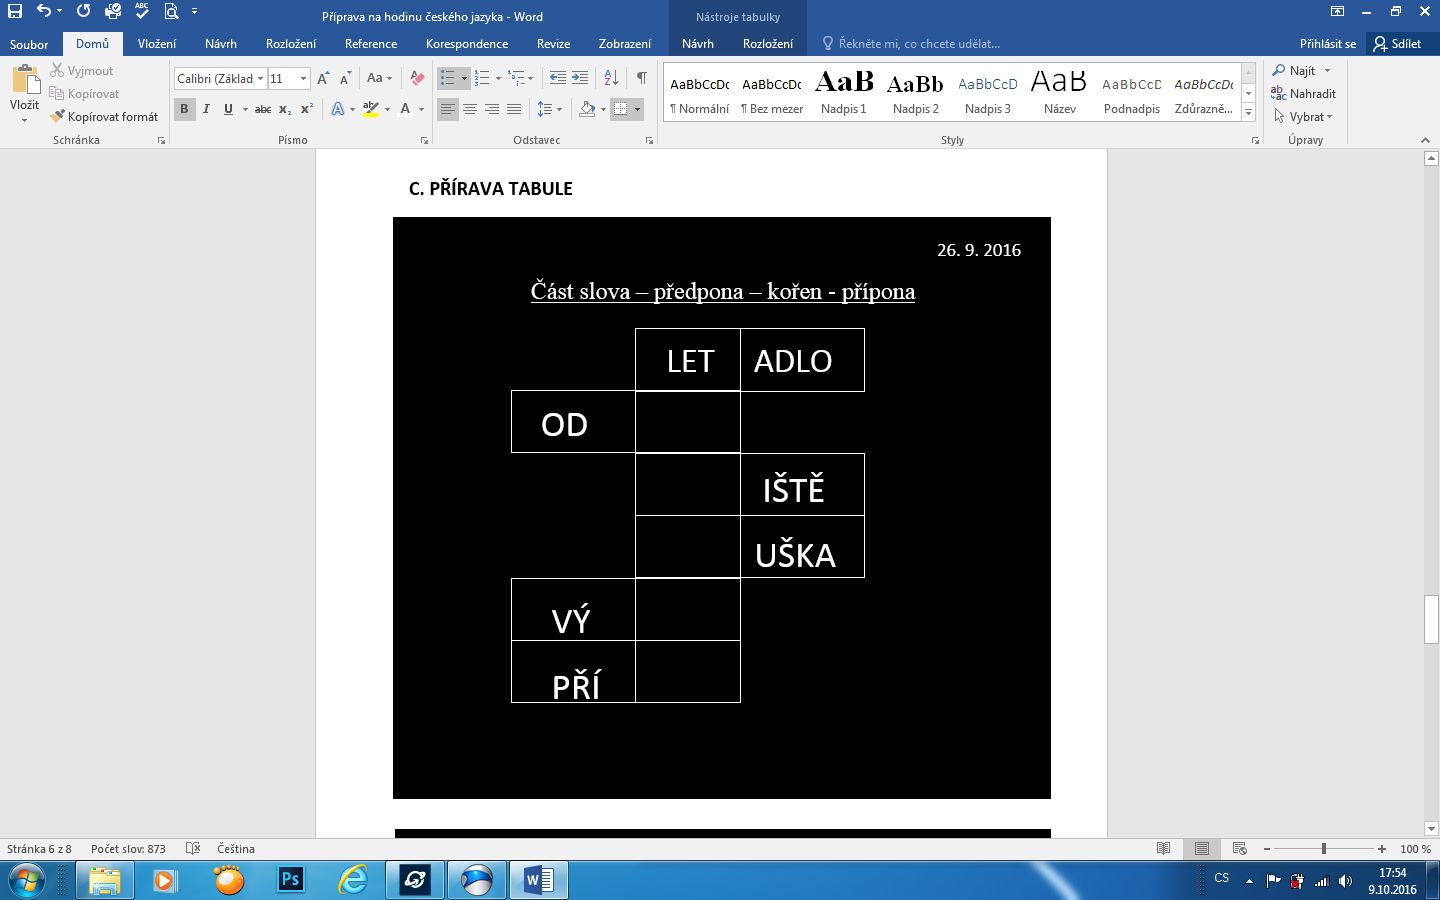 Příprava na hodinu českého jazyka - Word
Nástroje tabulky
Soubor Domů Vložení Návrh Rozložení Reference Korespondence Revize Zobrazení Návrh Rozložení Řekněte mi, co chcete udělat... Přihlásit se Sdílet
Vložit
Vyjmout
Kopírovat
Kopírovat formát
Schránka
Calibri (Základ 11
Písmo
Odstavec
AaBbCcDc AaBbCcDc AaB AaBb AaBbCcD AaB AaBbCcD AaBbCcDc
¶ Normální ¶ Bez mezer Nadpis 1 Nadpis 2 Nadpis 3 Název Podnadpis Zdůrazně...
Styly
Najít
Nahradit
Vybrat
Úpravy
C. PŘÍRAVA TABULE
26. 9. 2016
Část slova – předpona – kořen - přípona
LET ADLO
OD
IŠTĚ
UŠKA
VÝ
PŘÍ
Stránka 6 z 8 Počet slov: 873 Čeština 100 %
CS 17:54
9.10.2016